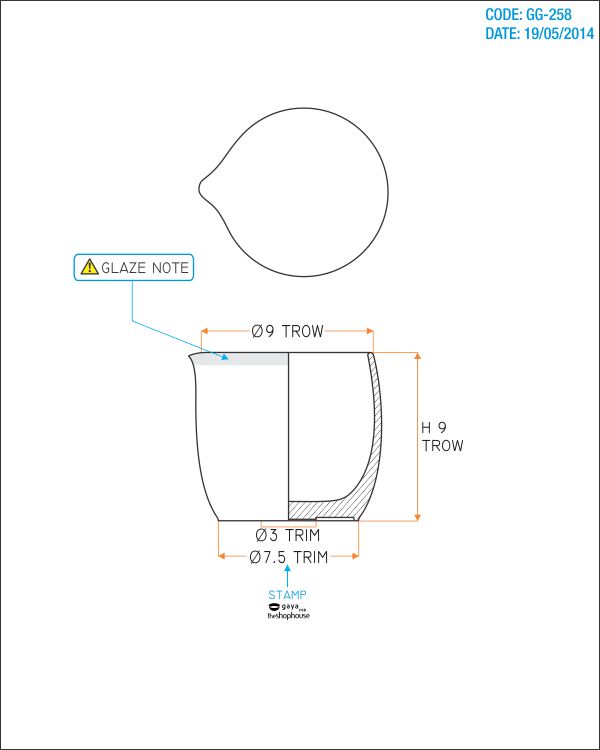 CODE: GG-258
DATE: 19/05/2014
GLAZE NOTE
Ø9 TROW
H 9
TROW
Ø3 TRIM
Ø7.5 TRIM
STAMP
gaya FOR
theshophouse